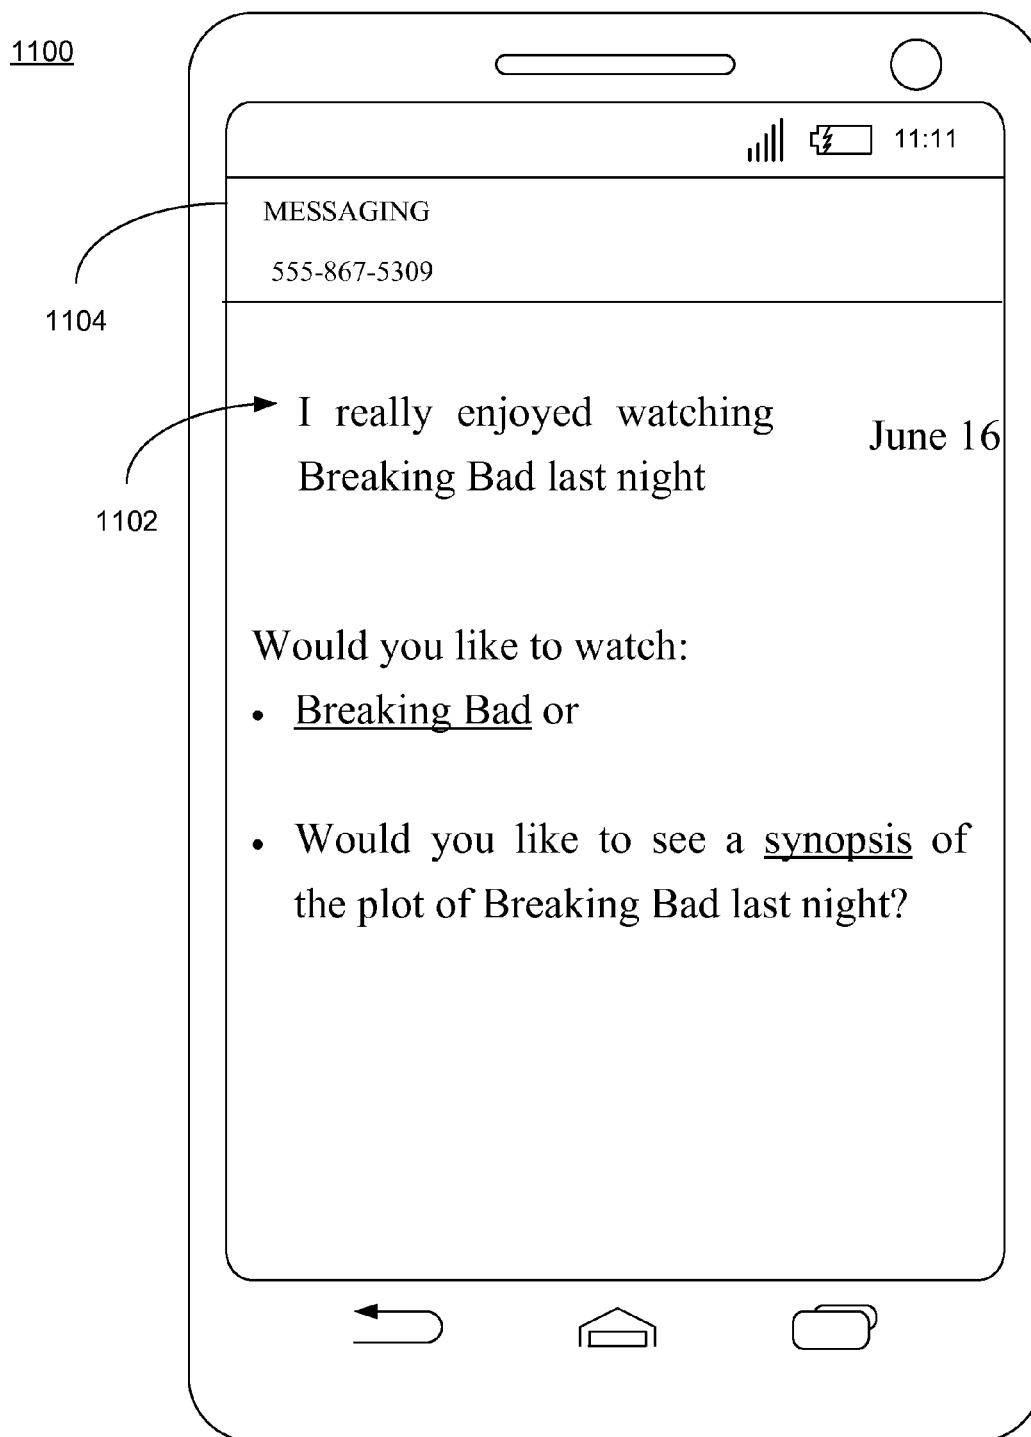 1100
11:11
MESSAGING
555-867-5309
1104
I really enjoyed watching
Breaking Bad last night
June 16
1102
Would you like to watch:
• Breaking Bad or
• Would you like to see a synopsis of
the plot of Breaking Bad last night?